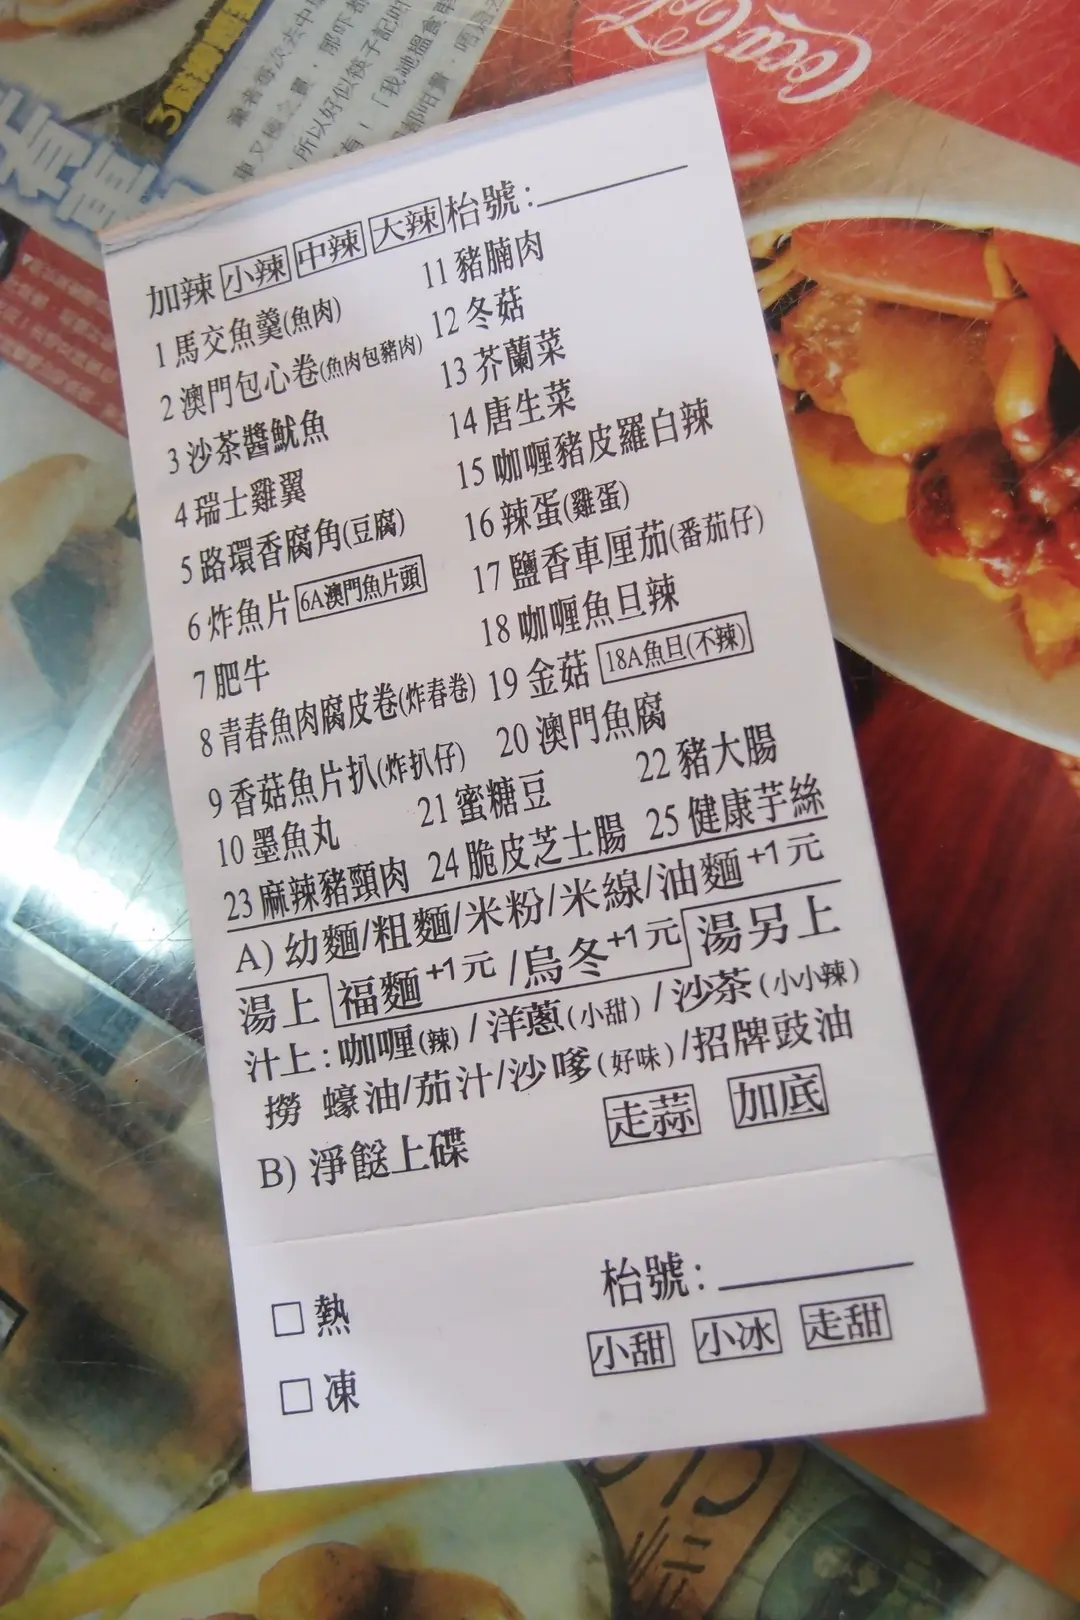 Coca-Cola
加辣 小辣 中辣 大辣 枱號:
1 馬交魚羹(魚肉)
11 豬腩肉
2 澳門包心卷(魚肉包豬肉)
12 冬菇
3 沙茶醬魷魚
13 芥蘭菜
4 瑞士雞翼
14 唐生菜
5 路環香腐角(豆腐)
15 咖喱豬皮羅白辣
6 炸魚片 6A澳門魚片頭
16 辣蛋(雞蛋)
7 肥牛
17 鹽香車厘茄(番茄仔)
8 青春魚肉腐皮卷(炸春卷)
18 咖喱魚旦辣
9 香菇魚片扒(炸扒仔)
19 金菇 18A魚旦(不辣)
10 墨魚丸
20 澳門魚腐
21 蜜糖豆
22 豬大腸
23 麻辣豬頸肉 24 脆皮芝士腸 25 健康芋絲
A) 幼麵/粗麵/米粉/米線/油麵+1元
湯上 福麵+1元 /烏冬+1元 湯另上
汁上:咖喱(辣) / 洋蔥(小甜) / 沙茶(小小辣)
撈 蠔油/茄汁/沙嗲(好味)/招牌豉油
B) 淨餸上碟 走蒜 加底
□ 熱 枱號:
□ 凍 小甜 小冰 走甜